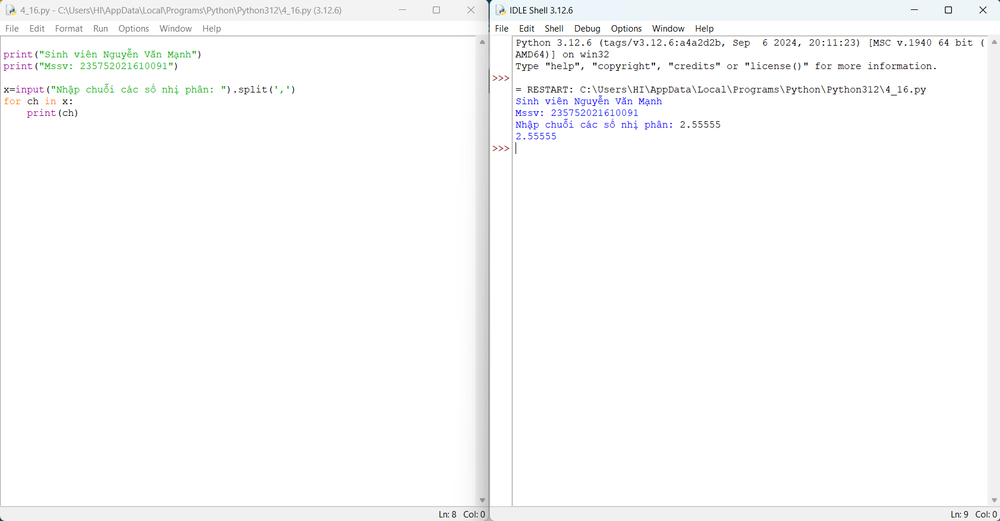 4_16.py - C:\Users\HI\AppData\Local\Programs\Python\Python312\4_16.py (3.12.6)
File Edit Format Run Options Window Help
print("Sinh viên Nguyễn Văn Mạnh")
print("Mssv: 235752021610091")
x=input("Nhập chuỗi các số nhị phân: ").split(',')
for ch in x:
    print(ch)
Ln: 8 Col: 0
IDLE Shell 3.12.6
File Edit Shell Debug Options Window Help
Python 3.12.6 (tags/v3.12.6:a4a2d2b, Sep  6 2024, 20:11:23) [MSC v.1940 64 bit (
AMD64)] on win32
Type "help", "copyright", "credits" or "license()" for more information.
>>>
= RESTART: C:\Users\HI\AppData\Local\Programs\Python\Python312\4_16.py
Sinh viên Nguyễn Văn Mạnh
Mssv: 235752021610091
Nhập chuỗi các số nhị phân: 2.55555
2.55555
>>>
Ln: 9 Col: 0